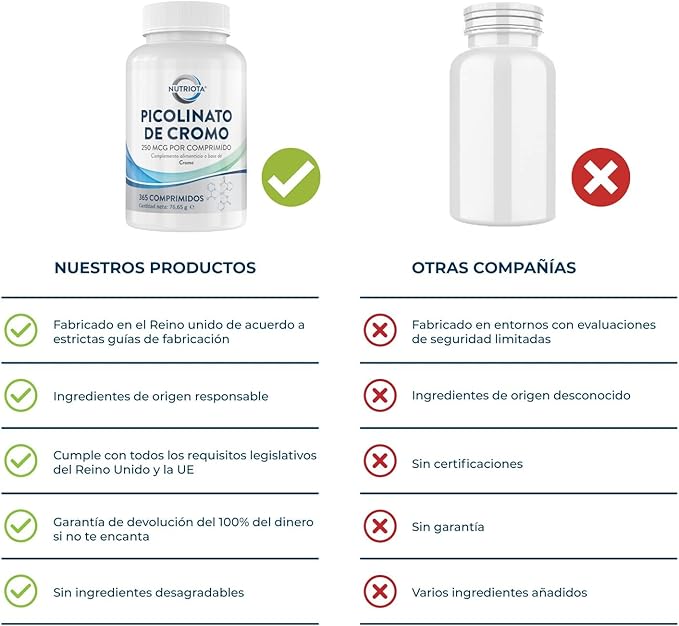 NUTRIOTA®
PICOLINATO
DE CROMO
250 MCG POR COMPRIMIDO
Complemento alimenticio a base de
Cromo
365 COMPRIMIDOS
Cantidad neta: 76,65 g ℮
NUESTROS PRODUCTOS
Fabricado en el Reino unido de acuerdo a
estrictas guías de fabricación
Ingredientes de origen responsable
Cumple con todos los requisitos legislativos
del Reino Unido y la UE
Garantía de devolución del 100% del dinero
si no te encanta
Sin ingredientes desagradables
OTRAS COMPAÑÍAS
Fabricado en entornos con evaluaciones
de seguridad limitadas
Ingredientes de origen desconocido
Sin certificaciones
Sin garantía
Varios ingredientes añadidos